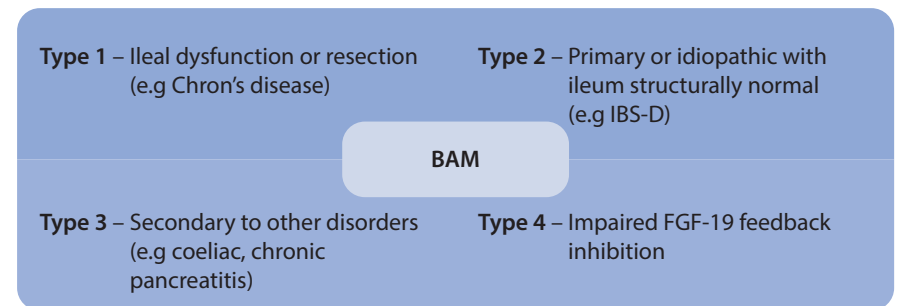 Type 1 – Ileal dysfunction or resection
(e.g Chron's disease)
Type 2 – Primary or idiopathic with
ileum structurally normal
(e.g IBS-D)
BAM
Type 3 – Secondary to other disorders
(e.g coeliac, chronic
pancreatitis)
Type 4 – Impaired FGF-19 feedback
inhibition